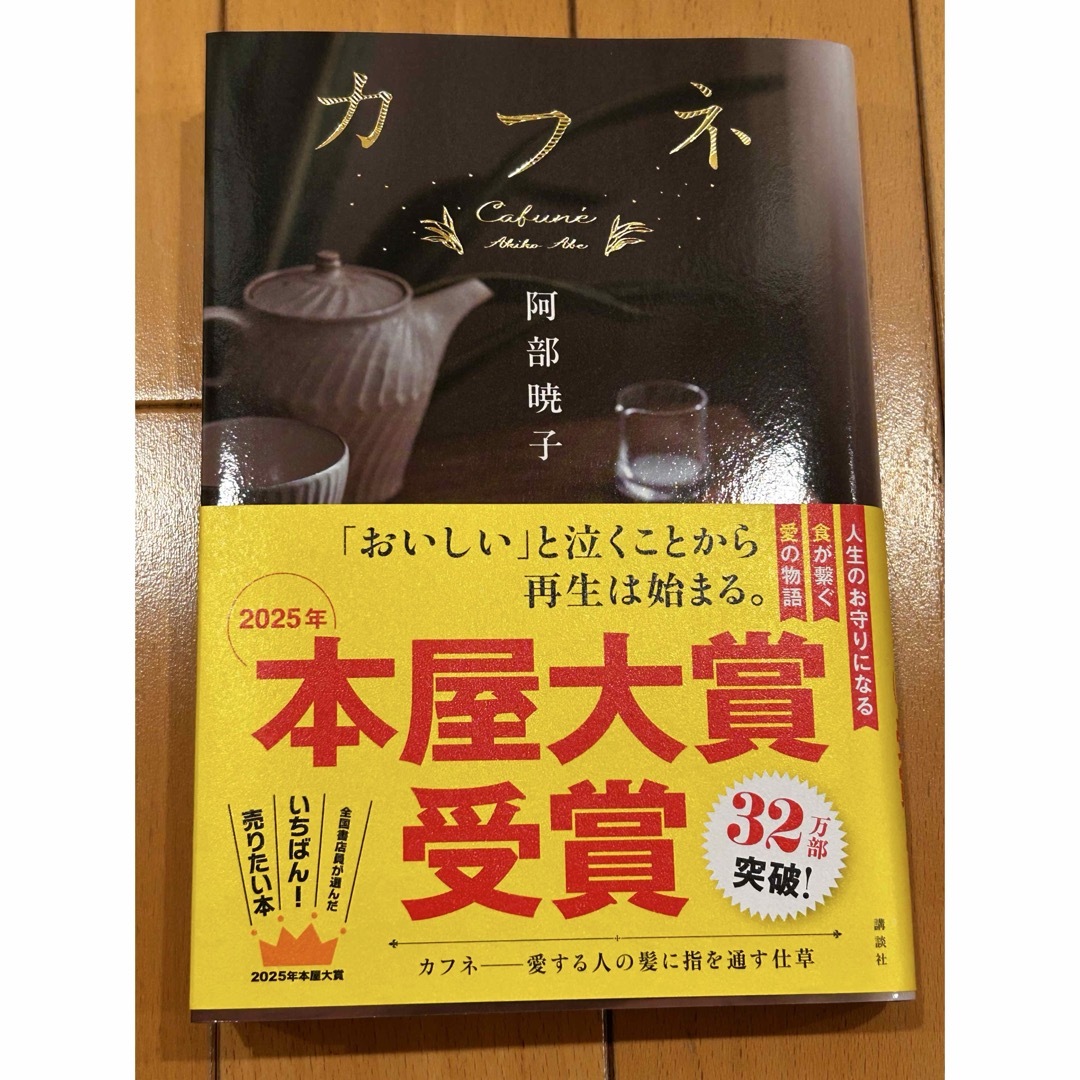 カフネ
Cafuné
Akiko Abe
阿部暁子
「おいしい」と泣くことから
再生は始まる。
人生のお守りになる
食が繋ぐ
愛の物語
2025年
本屋大賞
受賞
32万部
突破!
全国書店員が選んだ
いちばん!
売りたい本
2025年本屋大賞
カフネ——愛する人の髪に指を通す仕草
講談社